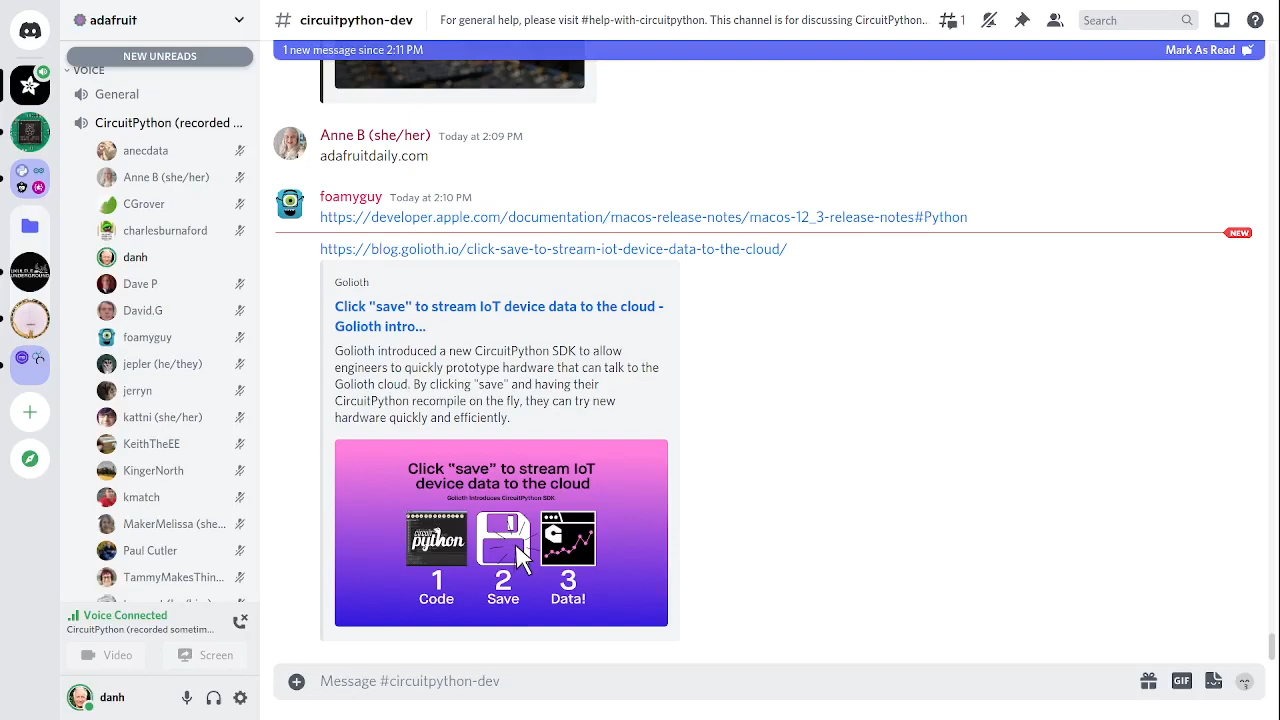 adafruit
circuitpython-dev
For general help, please visit #help-with-circuitpython. This channel is for discussing CircuitPython...
1
Search
NEW UNREADS
1 new message since 2:11 PM
Mark As Read
VOICE
General
CircuitPython (recorded ...
anecdata
Anne B (she/her)
CGrover
charlesburnaford
danh
Dave P
David.G
foamyguy
jepler (he/they)
jerryn
kattni (she/her)
KeithTheEE
KingerNorth
kmatch
MakerMelissa (she...
Paul Cutler
TammyMakesThin...
Voice Connected
CircuitPython (recorded sometim...
Video
Screen
danh
Anne B (she/her) Today at 2:09 PM
adafruitdaily.com
foamyguy Today at 2:10 PM
https://developer.apple.com/documentation/macos-release-notes/macos-12_3-release-notes#Python
NEW
https://blog.golioth.io/click-save-to-stream-iot-device-data-to-the-cloud/
Golioth
Click "save" to stream IoT device data to the cloud -
Golioth intro...
Golioth introduced a new CircuitPython SDK to allow
engineers to quickly prototype hardware that can talk to the
Golioth cloud. By clicking "save" and having their
CircuitPython recompile on the fly, they can try new
hardware quickly and efficiently.
Click “save” to stream IoT
device data to the cloud
Golioth Introduces CircuitPython SDK
circuit
python
1
2
3
Code
Save
Data!
Message #circuitpython-dev
GIF